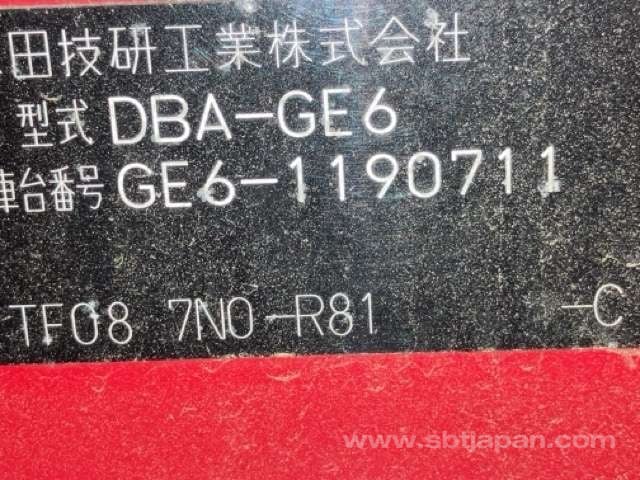 田技研工業株式会社
型式 DBA-GE6
車台番号 GE6-1190711
TF08 7N0-R81 -C
www.sbtjapan.com